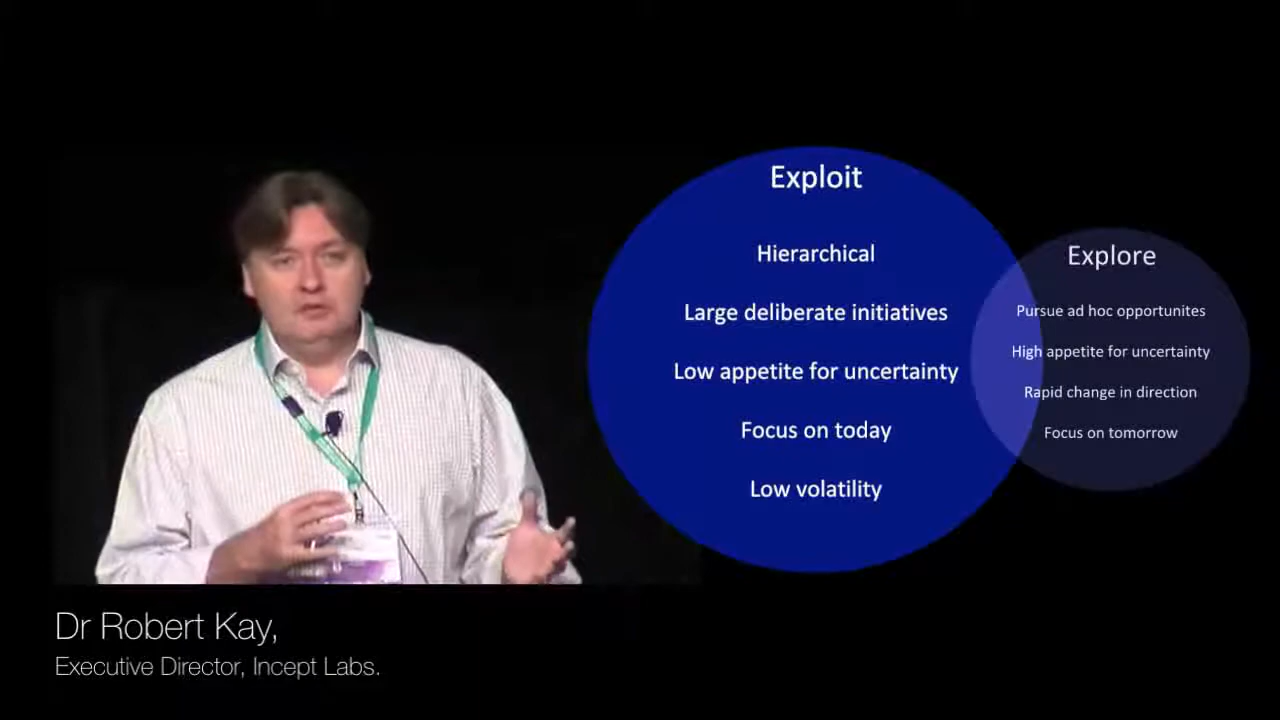 Exploit
Hierarchical
Large deliberate initiatives
Low appetite for uncertainty
Focus on today
Low volatility
Explore
Pursue ad hoc opportunites
High appetite for uncertainty
Rapid change in direction
Focus on tomorrow
Dr Robert Kay,
Executive Director, Incept Labs.